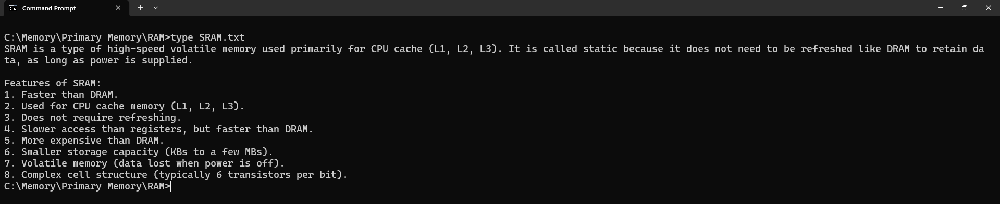 Command Prompt
C:\Memory\Primary Memory\RAM>type SRAM.txt
SRAM is a type of high-speed volatile memory used primarily for CPU cache (L1, L2, L3). It is called static because it does not need to be refreshed like DRAM to retain da
ta, as long as power is supplied.
Features of SRAM:
1. Faster than DRAM.
2. Used for CPU cache memory (L1, L2, L3).
3. Does not require refreshing.
4. Slower access than registers, but faster than DRAM.
5. More expensive than DRAM.
6. Smaller storage capacity (KBs to a few MBs).
7. Volatile memory (data lost when power is off).
8. Complex cell structure (typically 6 transistors per bit).
C:\Memory\Primary Memory\RAM>